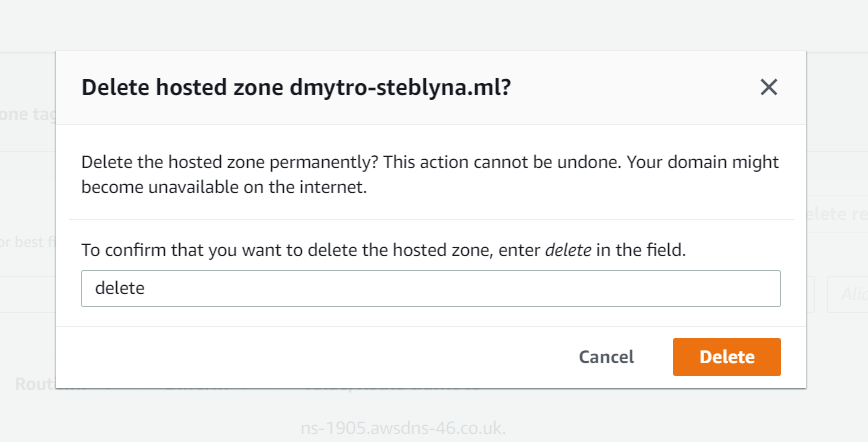 Delete hosted zone dmytro-steblyna.ml?
one tag
Delete the hosted zone permanently? This action cannot be undone. Your domain might
become unavailable on the internet.
elete re
or best fi
To confirm that you want to delete the hosted zone, enter delete in the field.
delete
Alia
Cancel
Delete
ns-1905.awsdns-46.co.uk.